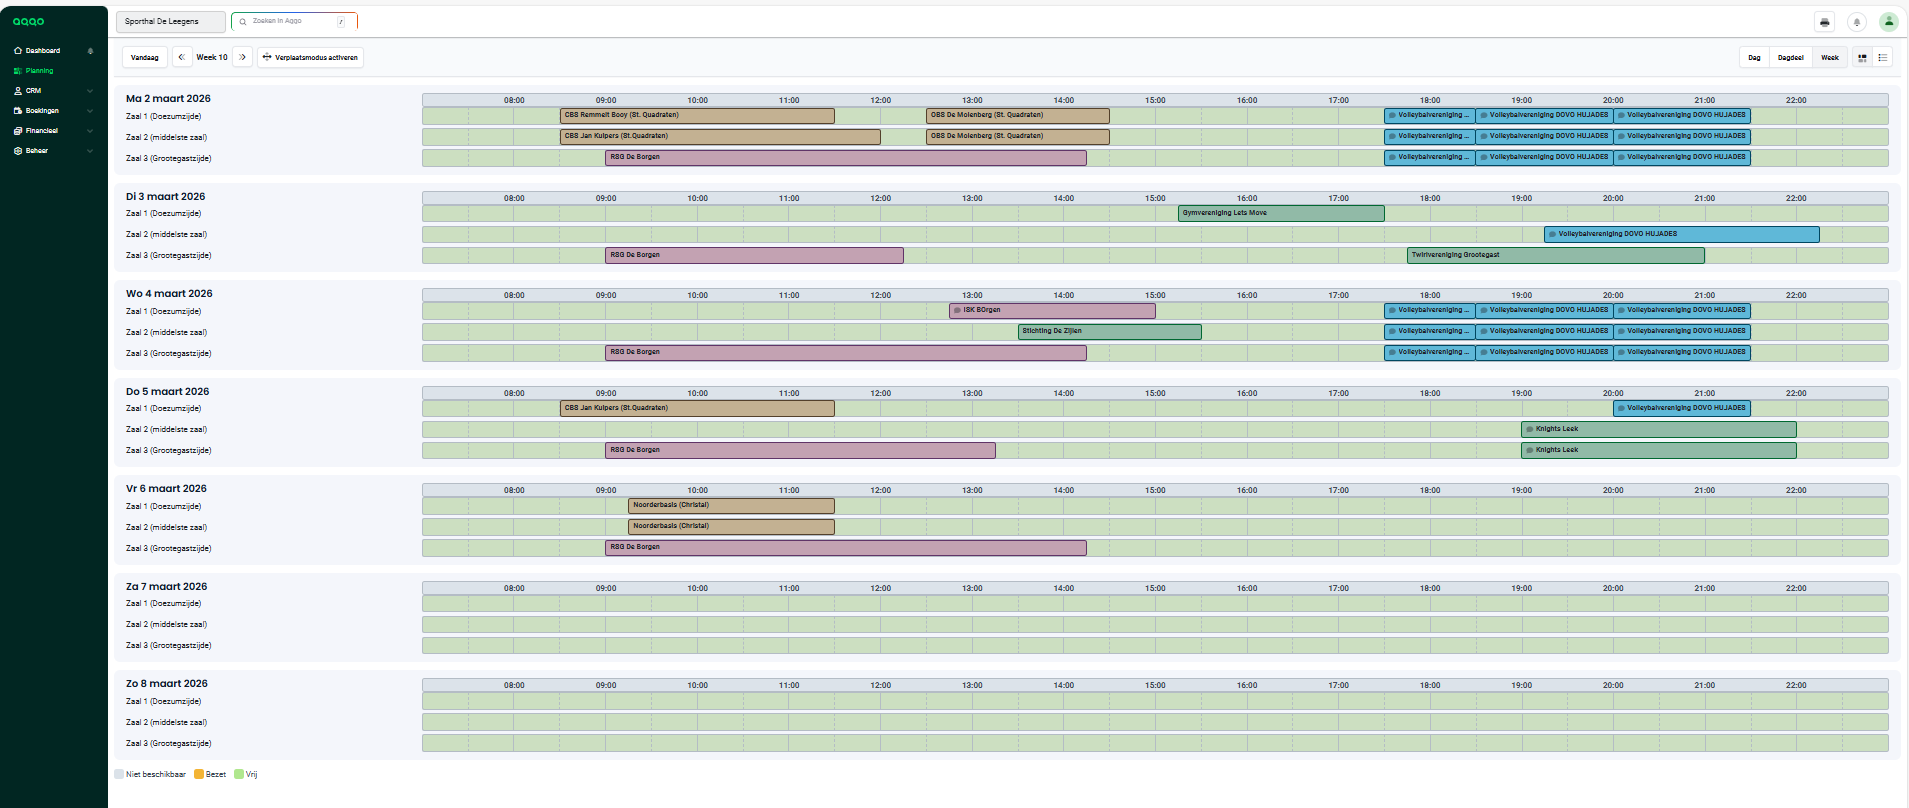 aqqo
Sporthal De Leegens
Zoeken in Aqqo
/
Dashboard
Planning
CRM
Boekingen
Financieel
Beheer
Vandaag
Week 10
Verplaatsmodus activeren
Dag
Dagdeel
Week
Ma 2 maart 2026
08:00 09:00 10:00 11:00 12:00 13:00 14:00 15:00 16:00 17:00 18:00 19:00 20:00 21:00 22:00
Zaal 1 (Doezumzijde) CBS Remmelt Booy (St. Quadraten) OBS De Molenberg (St. Quadraten) Volleybalvereniging ... Volleybalvereniging DOVO HUJADES Volleybalvereniging DOVO HUJADES
Zaal 2 (middelste zaal) CBS Jan Kuipers (St.Quadraten) OBS De Molenberg (St. Quadraten) Volleybalvereniging ... Volleybalvereniging DOVO HUJADES Volleybalvereniging DOVO HUJADES
Zaal 3 (Grootegastzijde) RSG De Borgen Volleybalvereniging ... Volleybalvereniging DOVO HUJADES Volleybalvereniging DOVO HUJADES
Di 3 maart 2026
08:00 09:00 10:00 11:00 12:00 13:00 14:00 15:00 16:00 17:00 18:00 19:00 20:00 21:00 22:00
Zaal 1 (Doezumzijde) Gymvereniging Lets Move
Zaal 2 (middelste zaal) Volleybalvereniging DOVO HUJADES
Zaal 3 (Grootegastzijde) RSG De Borgen Twirlvereniging Grootegast
Wo 4 maart 2026
08:00 09:00 10:00 11:00 12:00 13:00 14:00 15:00 16:00 17:00 18:00 19:00 20:00 21:00 22:00
Zaal 1 (Doezumzijde) ISK BOrgen Volleybalvereniging ... Volleybalvereniging DOVO HUJADES Volleybalvereniging DOVO HUJADES
Zaal 2 (middelste zaal) Stichting De Zijlen Volleybalvereniging ... Volleybalvereniging DOVO HUJADES Volleybalvereniging DOVO HUJADES
Zaal 3 (Grootegastzijde) RSG De Borgen Volleybalvereniging ... Volleybalvereniging DOVO HUJADES Volleybalvereniging DOVO HUJADES
Do 5 maart 2026
08:00 09:00 10:00 11:00 12:00 13:00 14:00 15:00 16:00 17:00 18:00 19:00 20:00 21:00 22:00
Zaal 1 (Doezumzijde) CBS Jan Kuipers (St.Quadraten) Volleybalvereniging DOVO HUJADES
Zaal 2 (middelste zaal) Knights Leek
Zaal 3 (Grootegastzijde) RSG De Borgen Knights Leek
Vr 6 maart 2026
08:00 09:00 10:00 11:00 12:00 13:00 14:00 15:00 16:00 17:00 18:00 19:00 20:00 21:00 22:00
Zaal 1 (Doezumzijde) Noorderbasis (Christal)
Zaal 2 (middelste zaal) Noorderbasis (Christal)
Zaal 3 (Grootegastzijde) RSG De Borgen
Za 7 maart 2026
08:00 09:00 10:00 11:00 12:00 13:00 14:00 15:00 16:00 17:00 18:00 19:00 20:00 21:00 22:00
Zaal 1 (Doezumzijde)
Zaal 2 (middelste zaal)
Zaal 3 (Grootegastzijde)
Zo 8 maart 2026
08:00 09:00 10:00 11:00 12:00 13:00 14:00 15:00 16:00 17:00 18:00 19:00 20:00 21:00 22:00
Zaal 1 (Doezumzijde)
Zaal 2 (middelste zaal)
Zaal 3 (Grootegastzijde)
Niet beschikbaar Bezet Vrij